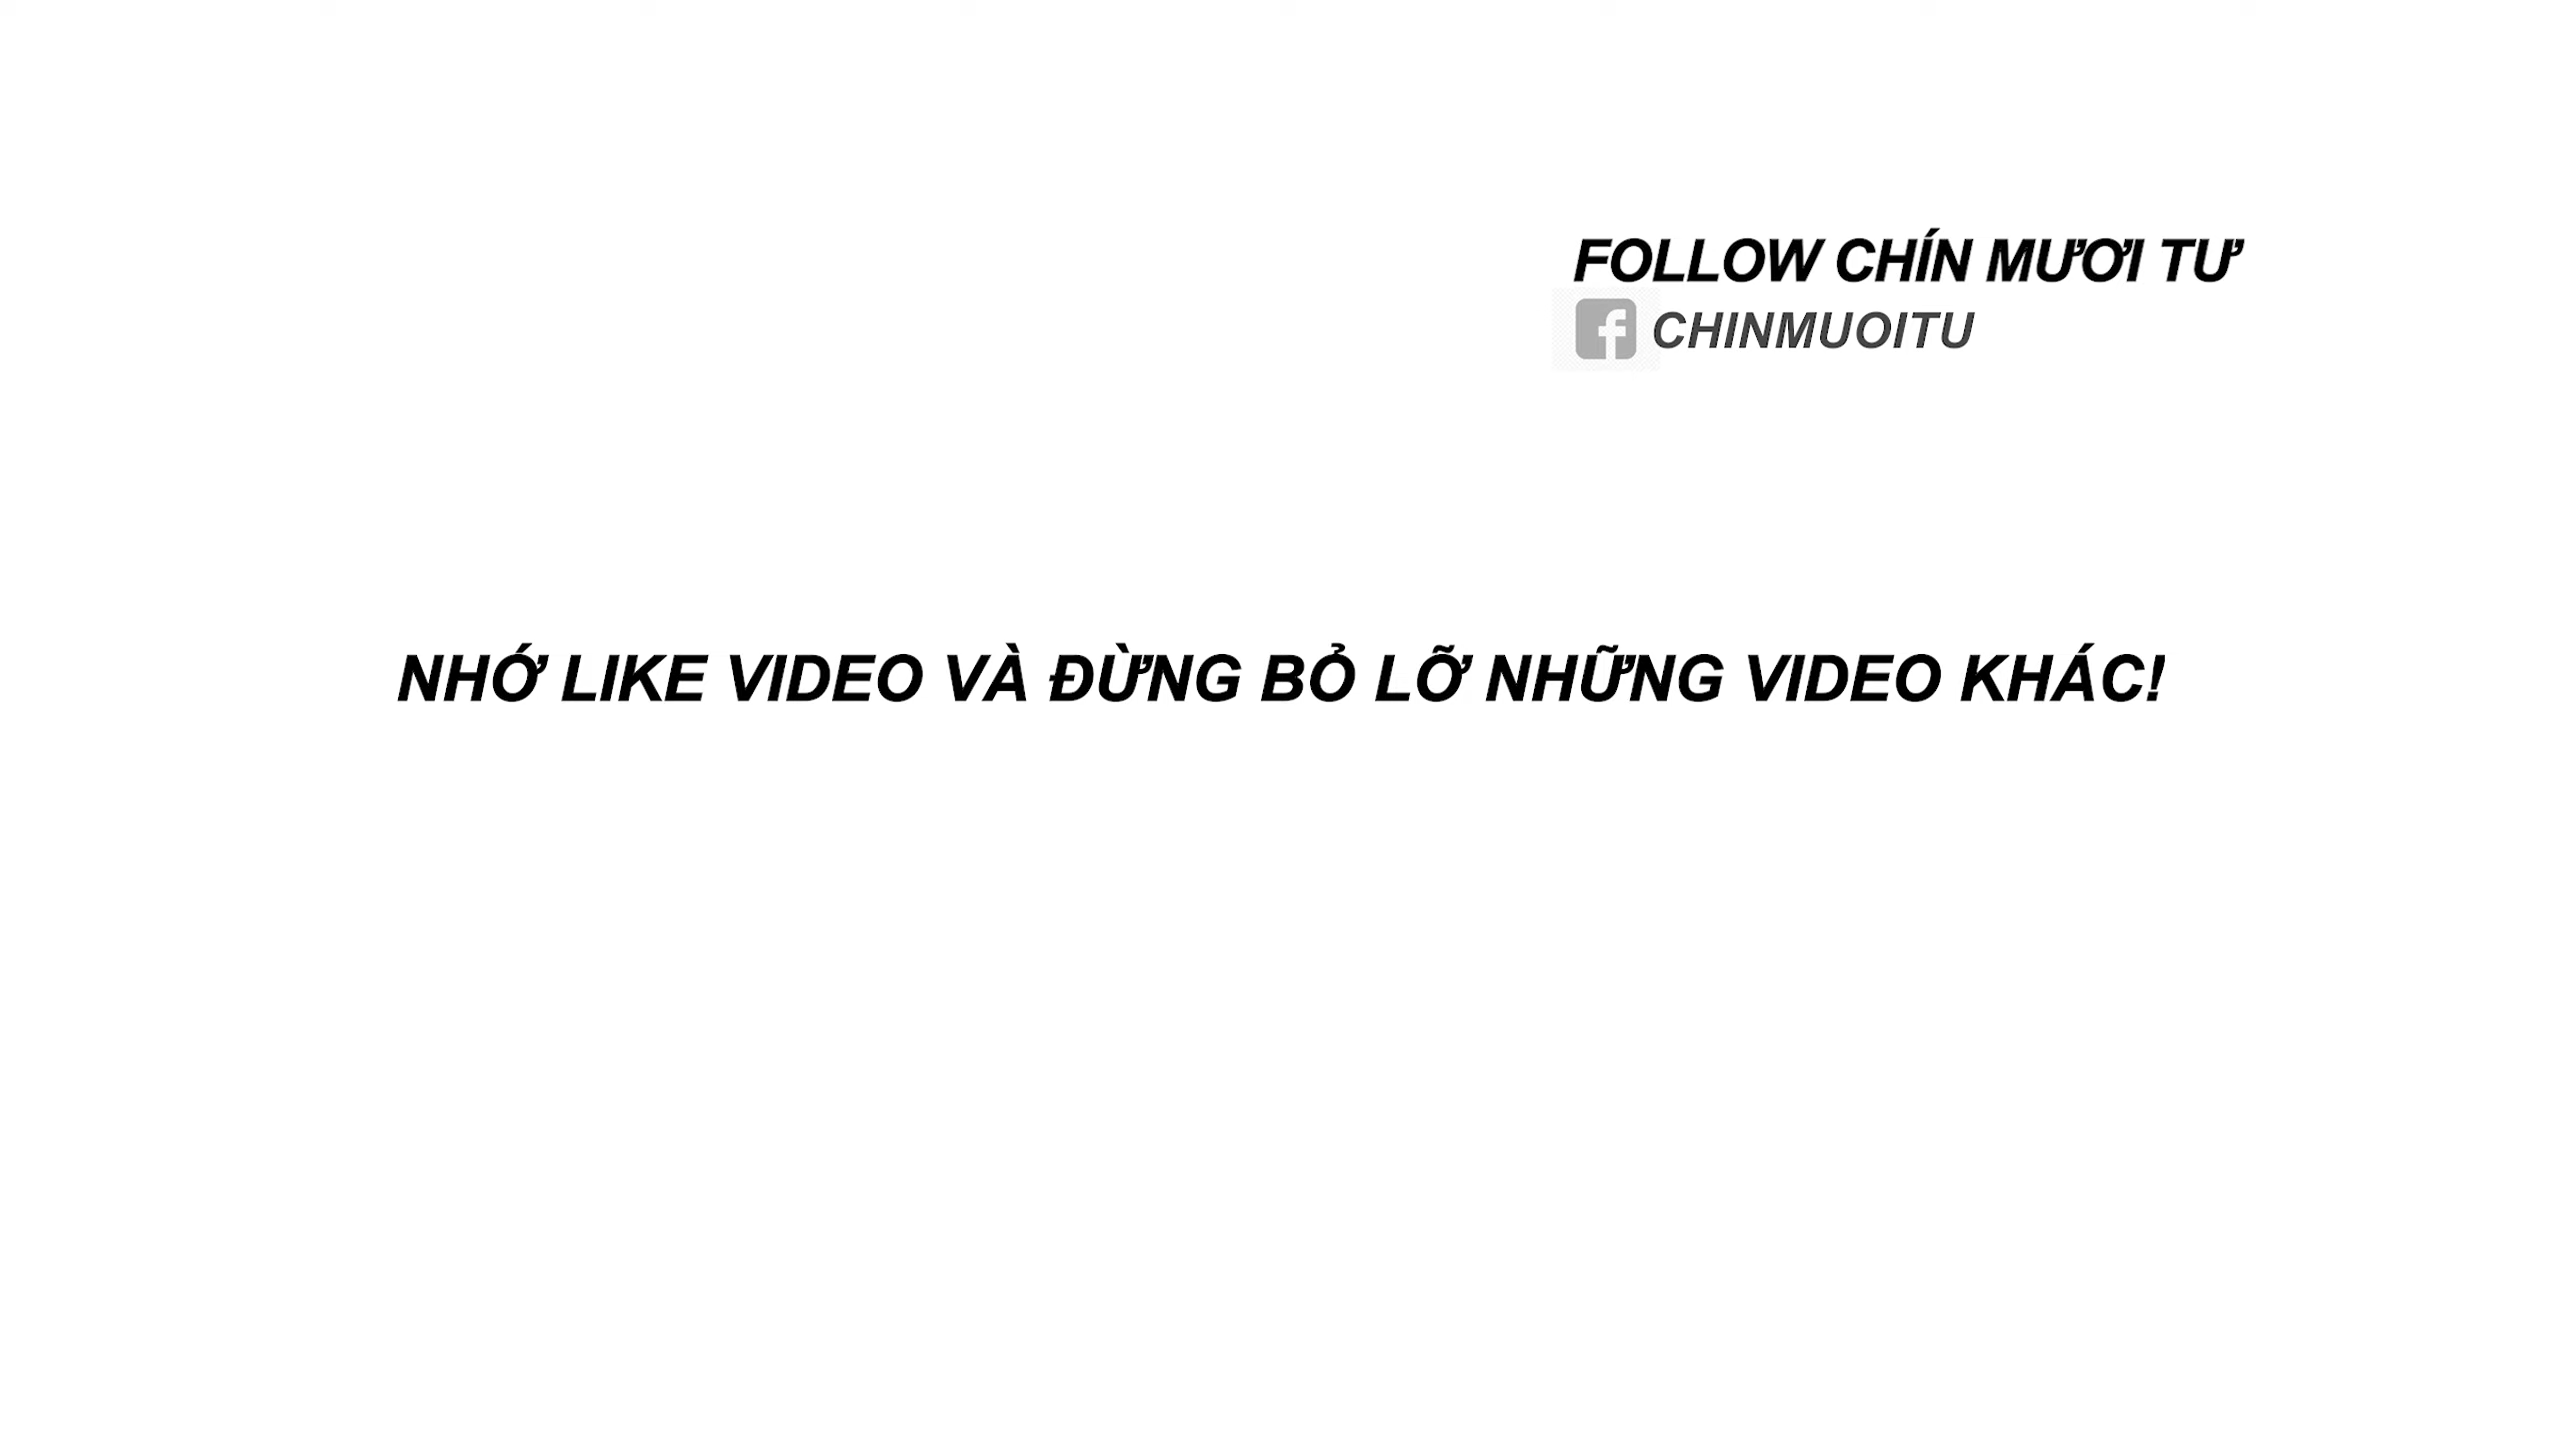 FOLLOW CHÍN MƯƠI TƯ
CHINMUOITU
NHỚ LIKE VIDEO VÀ ĐỪNG BỎ LỠ NHỮNG VIDEO KHÁC!